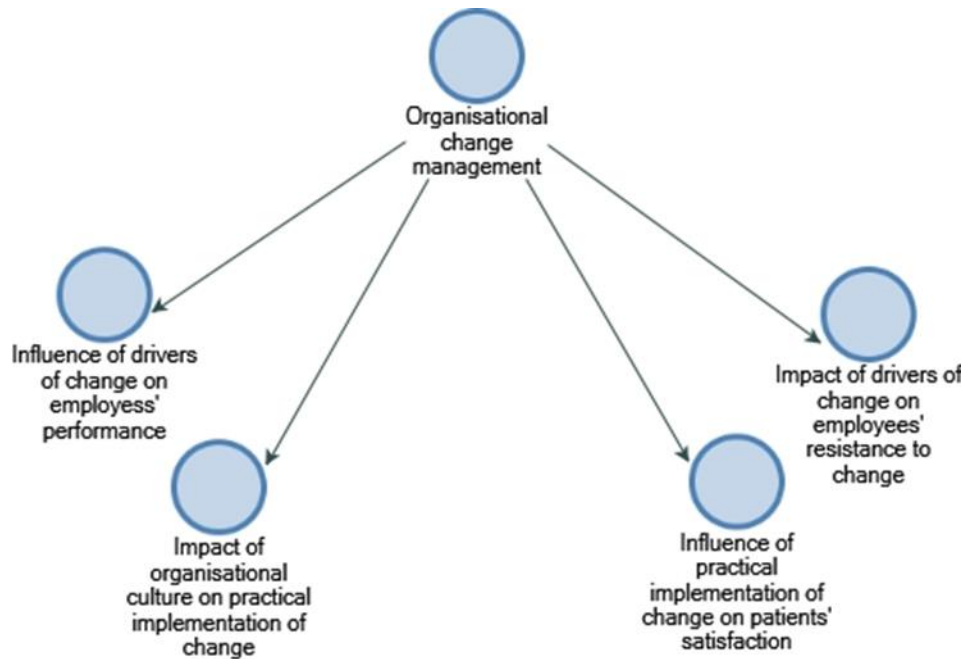 Organisational
change
management
Influence of drivers
of change on
employess'
performance
Impact of
organisational
culture on practical
implementation of
change
Influence of
practical
implementation of
change on patients'
satisfaction
Impact of drivers of
change on
employees'
resistance to
change